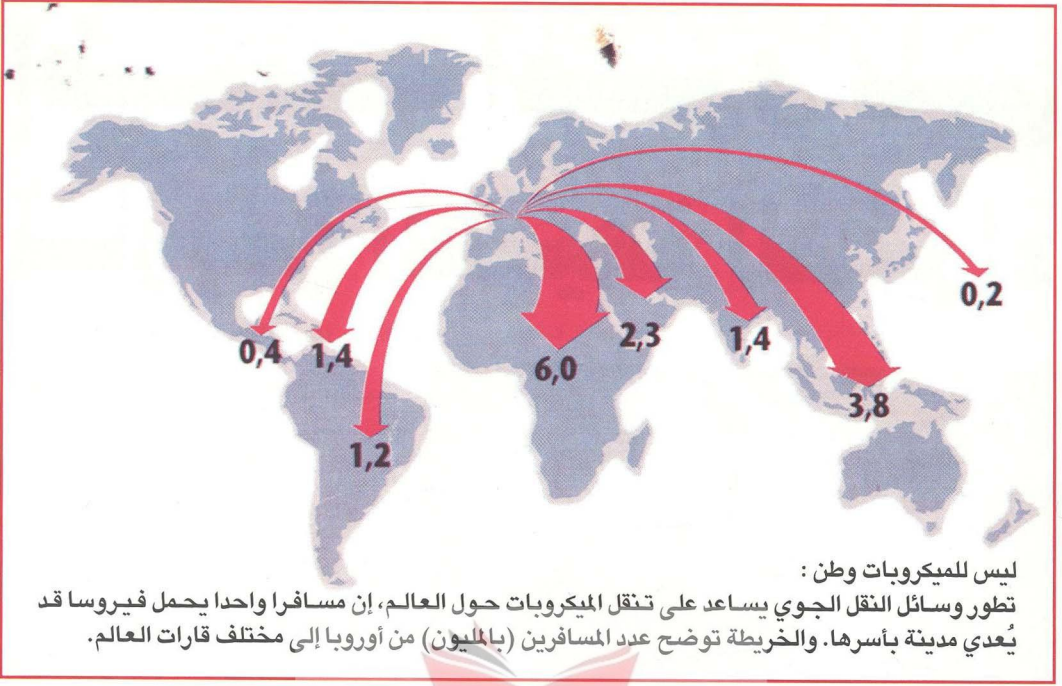 0,2
0,4
1,4
6,0
2,3
1,4
3,8
1,2
ليس للميكروبات وطن :
تطور وسائل النقل الجوي يساعد على تنقل الميكروبات حول العالم، إن مسافرا واحدا يحمل فيروسا قد
يُعدي مدينة بأسرها. والخريطة توضح عدد المسافرين (بالمليون) من أوروبا إلى مختلف قارات العالم.